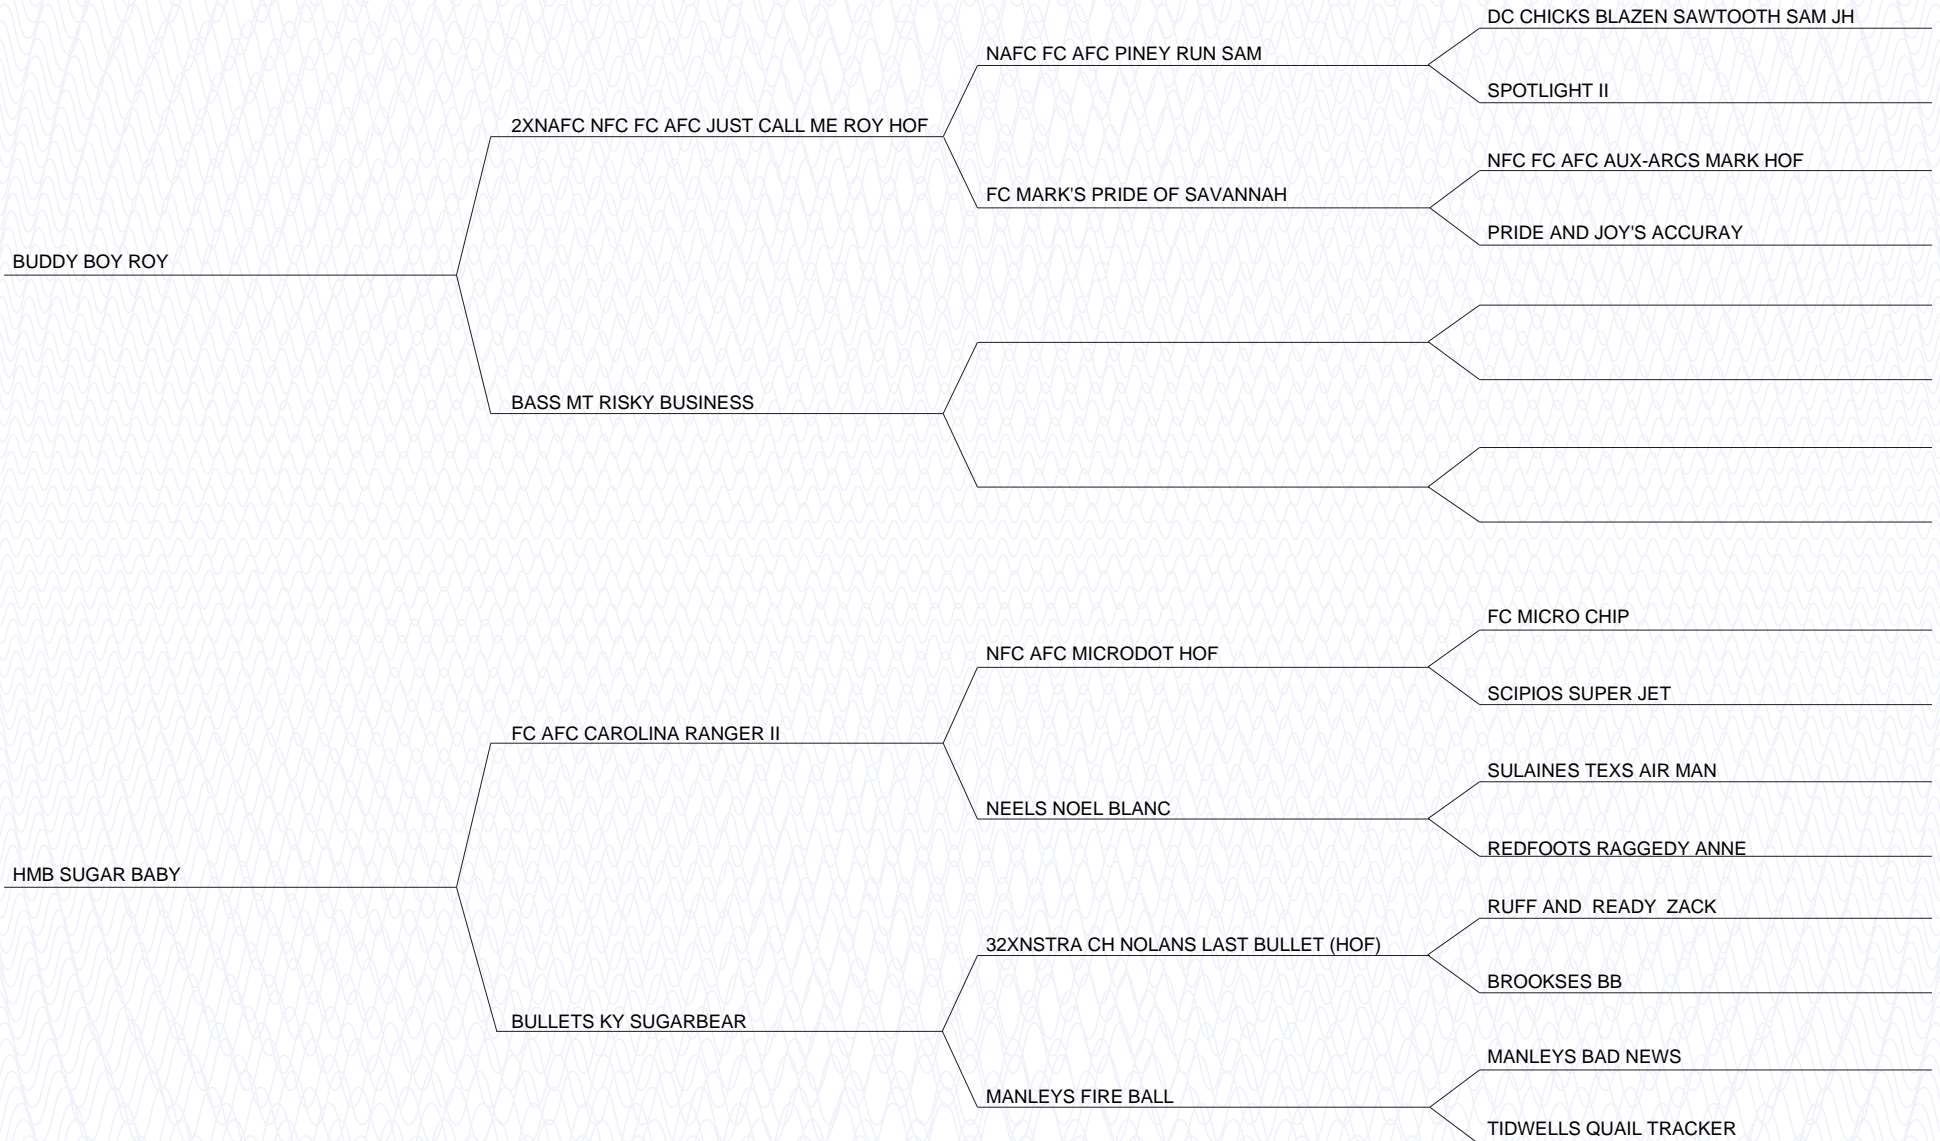 DC CHICKS BLAZEN SAWTOOTH SAM JH
NAFC FC AFC PINEY RUN SAM
SPOTLIGHT II
2XNAFC NFC FC AFC JUST CALL ME ROY HOF
NFC FC AFC AUX-ARCS MARK HOF
FC MARK'S PRIDE OF SAVANNAH
PRIDE AND JOY'S ACCURAY
BUDDY BOY ROY
BASS MT RISKY BUSINESS
FC MICRO CHIP
NFC AFC MICRODOT HOF
SCIPIOS SUPER JET
FC AFC CAROLINA RANGER II
SULAINES TEXS AIR MAN
NEELS NOEL BLANC
REDFOOTS RAGGEDY ANNE
HMB SUGAR BABY
RUFF AND  READY  ZACK
32XNSTRA CH NOLANS LAST BULLET (HOF)
BROOKSES BB
BULLETS KY SUGARBEAR
MANLEYS BAD NEWS
MANLEYS FIRE BALL
TIDWELLS QUAIL TRACKER